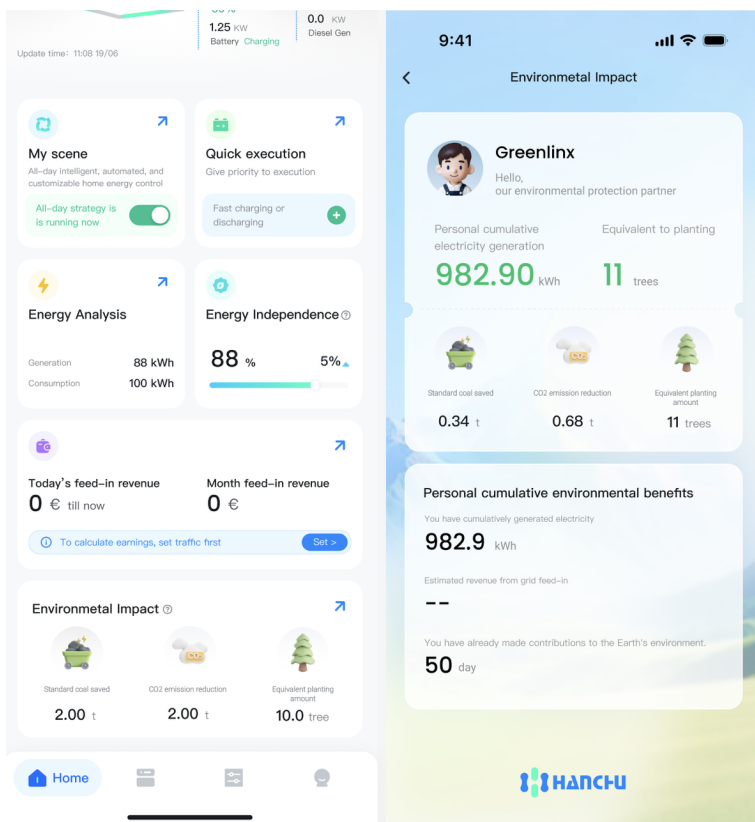 1.25 KW
Battery Charging
0.0 KW
Diesel Gen
Update time: 11:08 19/06
My scene
All-day intelligent, automated, and
customizable home energy control
All-day strategy is
is running now
Quick execution
Give priority to execution
Fast charging or
discharging
Energy Analysis
Generation 88 kWh
Consumption 100 kWh
Energy Independence
88 % 5%
Today's feed-in revenue
0 € till now
Month feed-in revenue
0 €
To calculate earnings, set traffic first
Set >
Environmetal Impact
Standard coal saved
2.00 t
CO2
CO2 emission reduction
2.00 t
Equivalent planting
amount
10.0 tree
Home
9:41
Environmetal Impact
Greenlinx
Hello,
our environmental protection partner
Personal cumulative
electricity generation
982.90 kWh
Equivalent to planting
11 trees
Standard coal saved
0.34 t
CO2
CO2 emission reduction
0.68 t
Equivalent planting
amount
11 trees
Personal cumulative environmental benefits
You have cumulatively generated electricity
982.9 kWh
Estimated revenue from grid feed-in
--
You have already made contributions to the Earth's environment.
50 day
HANCHU